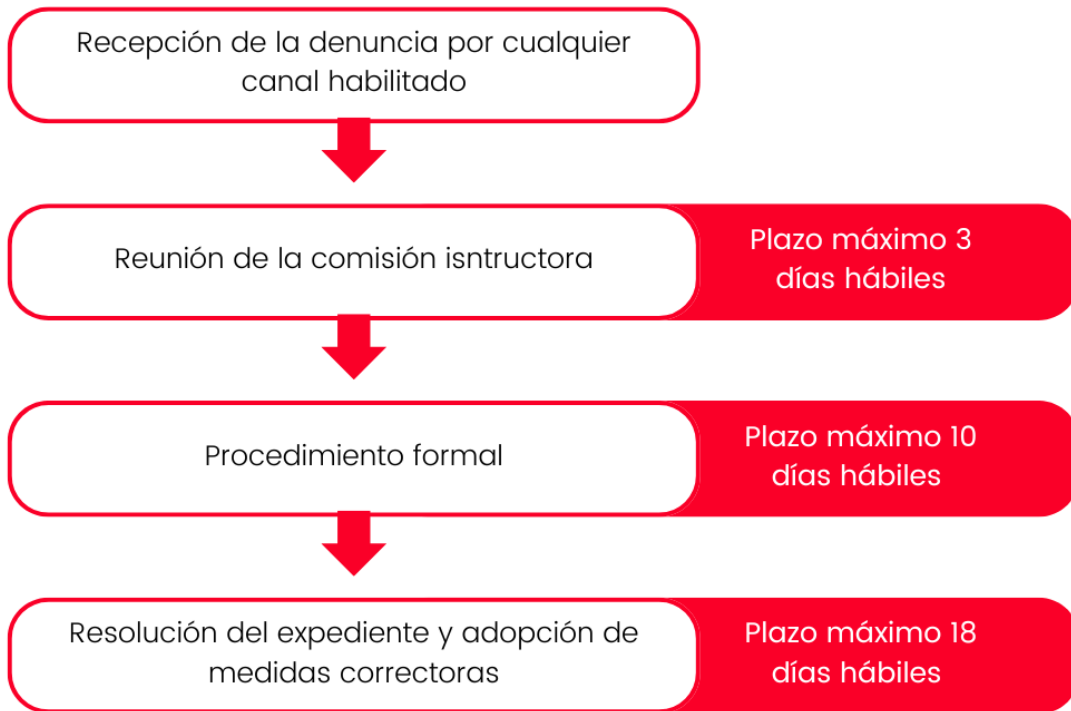 Recepción de la denuncia por cualquier
canal habilitado
Reunión de la comisión isntructora
Plazo máximo 3
días hábiles
Procedimiento formal
Plazo máximo 10
días hábiles
Resolución del expediente y adopción de
medidas correctoras
Plazo máximo 18
días hábiles